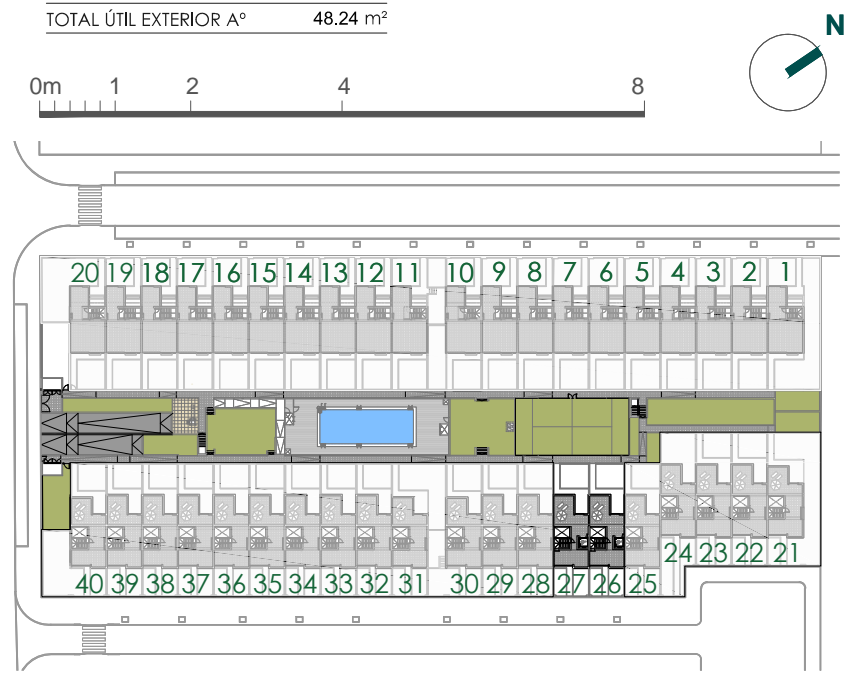 TOTAL ÚTIL EXTERIOR Aº 48.24 m²
N
0m 1 2 4 8
20 19 18 17 16 15 14 13 12 11 10 9 8 7 6 5 4 3 2 1
24 23 22 21
40 39 38 37 36 35 34 33 32 31 30 29 28 27 26 25